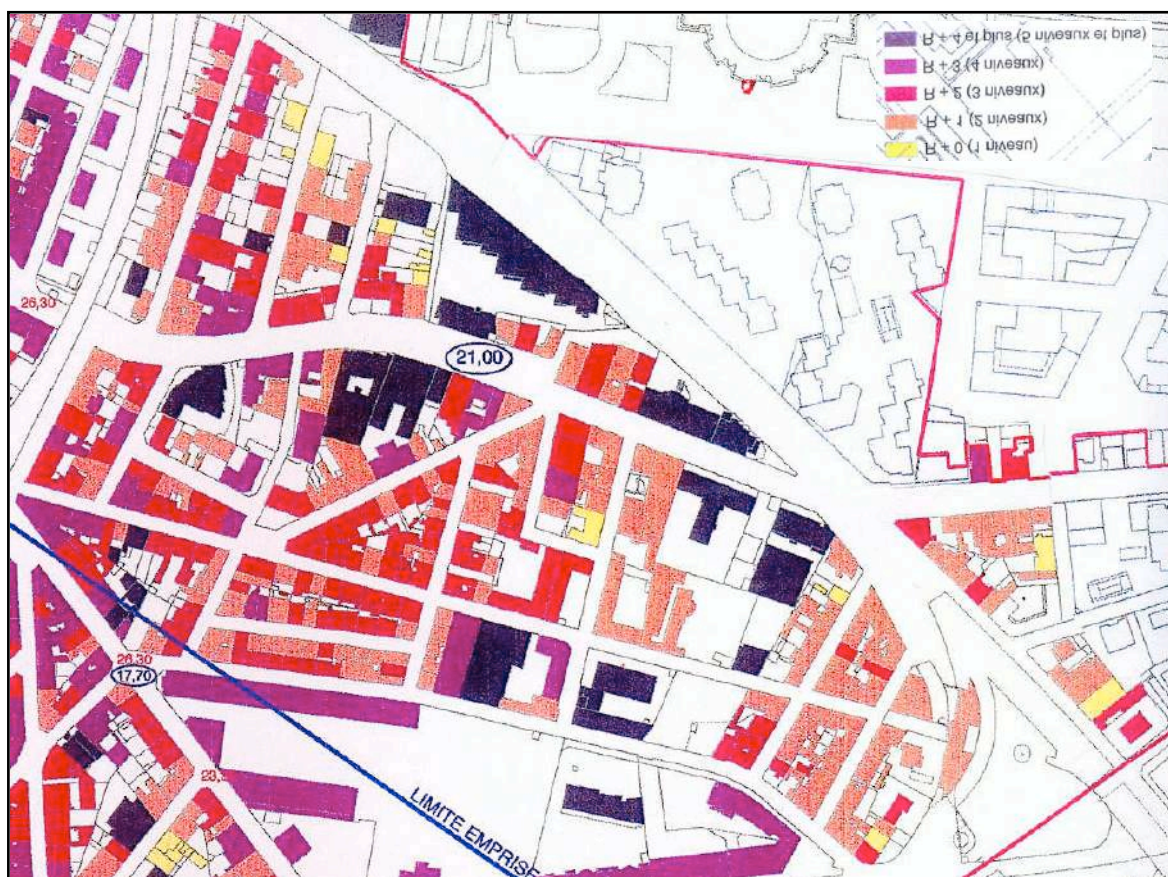 R + 4 et plus (5 niveaux et plus)
R + 3 (4 niveaux)
R + 2 (3 niveaux)
R + 1 (2 niveaux)
R + 0 (1 niveau)
26,30
21,00
26,30
17,70
LIMITE EMPRISE